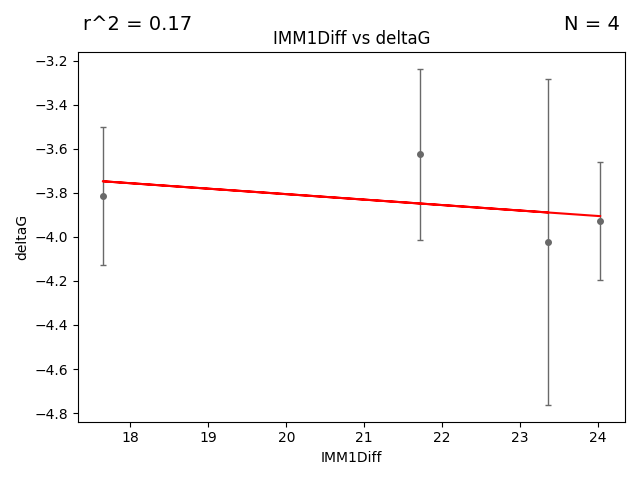 r^2 = 0.17
N = 4
IMM1Diff vs deltaG
−3.2
−3.4
−3.6
−3.8
−4.0
−4.2
−4.4
−4.6
−4.8
deltaG
18 19 20 21 22 23 24
IMM1Diff